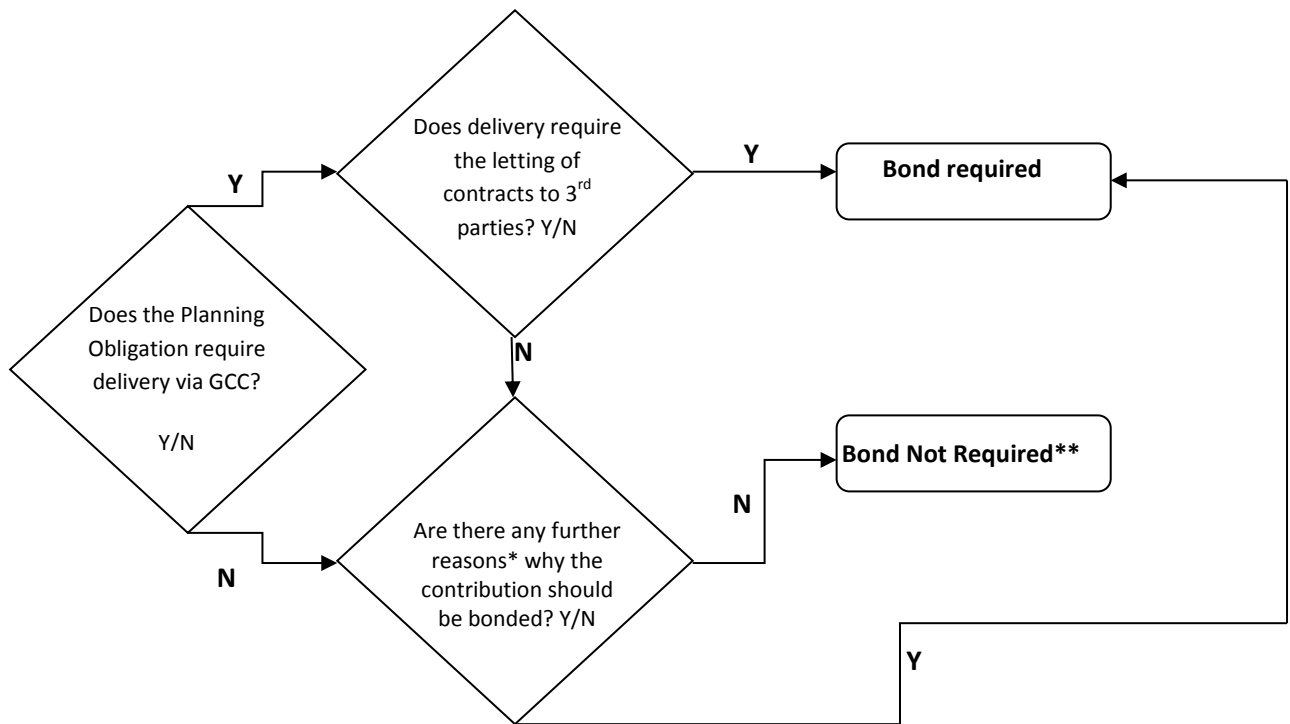 Does delivery require
the letting of
contracts to 3rd
parties? Y/N
Y
Bond required
Y
Does the Planning
Obligation require
delivery via GCC?
Y/N
N
Bond Not Required**
N
Are there any further
reasons* why the
contribution should
be bonded? Y/N
N
Y